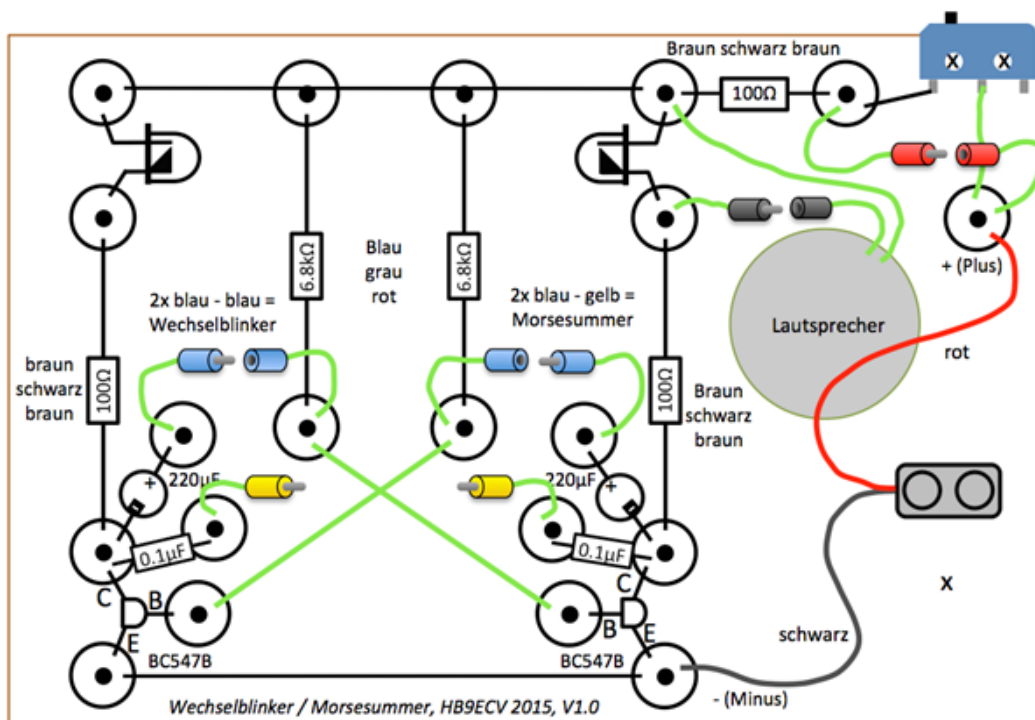 Braun schwarz braun
X X
100Ω
+ (Plus)
6.8kΩ
Blau
grau
rot
6.8kΩ
2x blau - blau =
Wechselblinker
2x blau - gelb =
Morsesummer
Lautsprecher
rot
braun
schwarz
braun
100Ω
100Ω
Braun
schwarz
braun
+
220µF
220µF
+
0.1µF
0.1µF
X
C
B
E
BC547B
C
B
E
BC547B
schwarz
- (Minus)
Wechselblinker / Morsesummer, HB9ECV 2015, V1.0